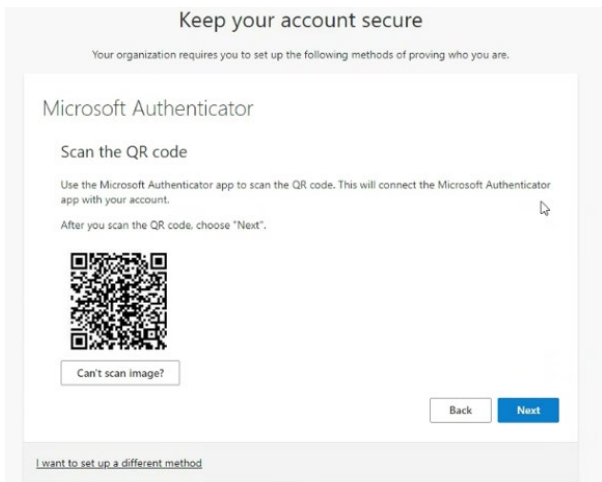 Keep your account secure
Your organization requires you to set up the following methods of proving who you are.
Microsoft Authenticator
Scan the QR code
Use the Microsoft Authenticator app to scan the QR code. This will connect the Microsoft Authenticator
app with your account.
After you scan the QR code, choose "Next".
Can't scan image?
Back Next
I want to set up a different method